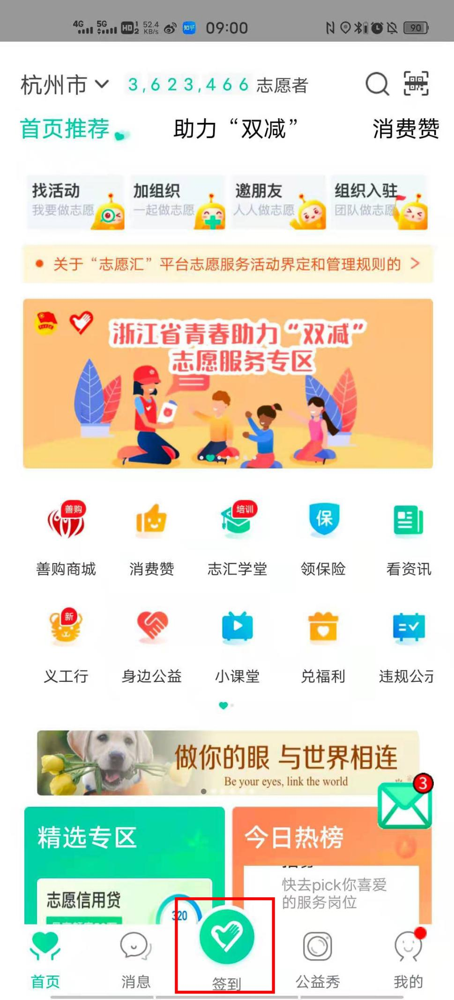 4G 5G HD 1 2 52.4 KB/s 知乎 09:00 90
杭州市 3,623,466 志愿者
首页推荐 助力“双减” 消费赞
找活动 加组织 邀朋友 组织入驻
我要做志愿 一起做志愿 人人做志愿 团队做志愿
关于“志愿汇”平台志愿服务活动界定和管理规则的
浙江省青春助力“双减”
志愿服务专区
善购 培训 保
善购商城 消费赞 志汇学堂 领保险 看资讯
新
义工行 身边公益 小课堂 兑福利 违规公示
做你的眼 与世界相连
Be your eyes, link the world
3
精选专区 今日热榜
快去pick你喜爱
的服务岗位
志愿信用贷
320
首页 消息 签到 公益秀 我的